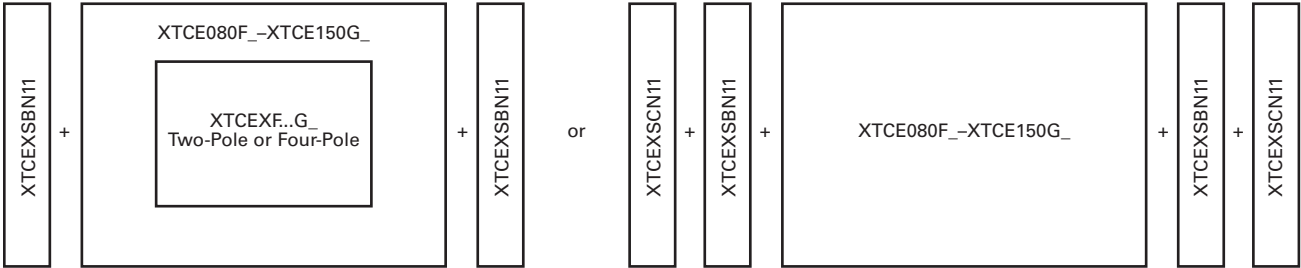 XTCEXSBN11
+
XTCE080F_–XTCE150G_
XTCEXF...G_
Two-Pole or Four-Pole
+
XTCEXSBN11
or
XTCEXSCN11
+
XTCEXSBN11
+
XTCE080F_–XTCE150G_
+
XTCEXSBN11
+
XTCEXSCN11